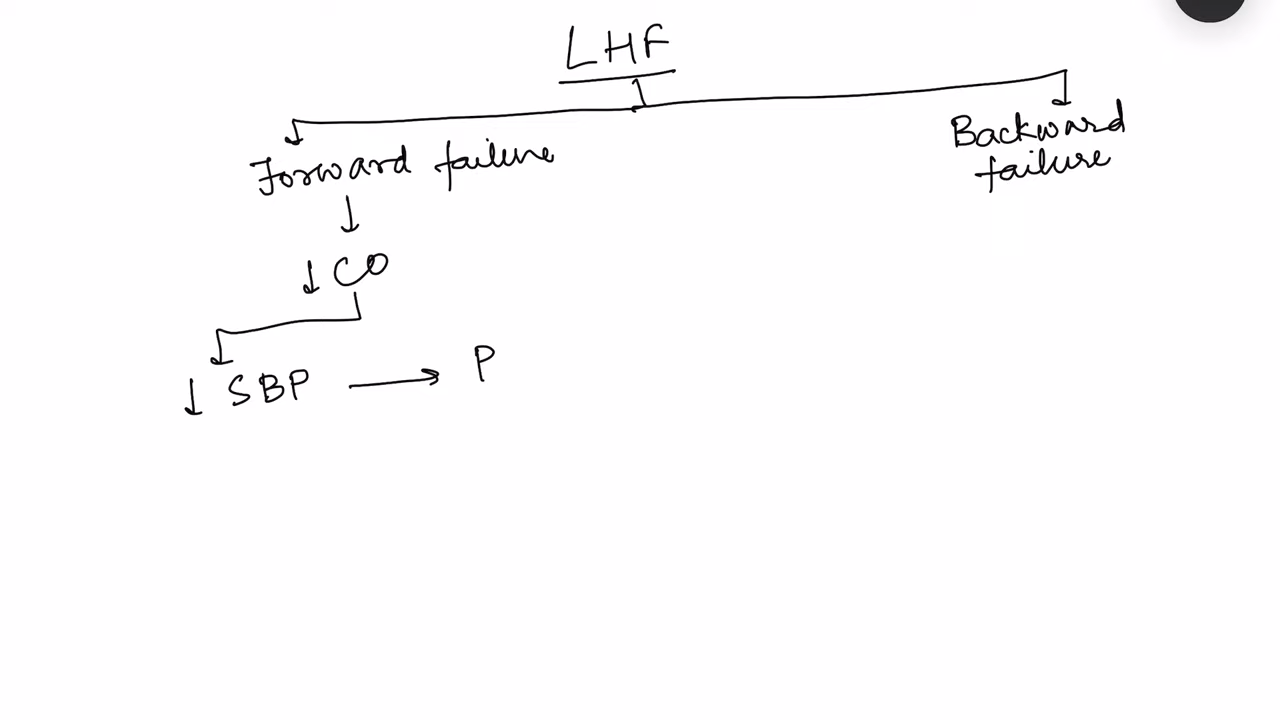 LHF
Forward failure
Backward
failure
↓ CO
↓ SBP → P